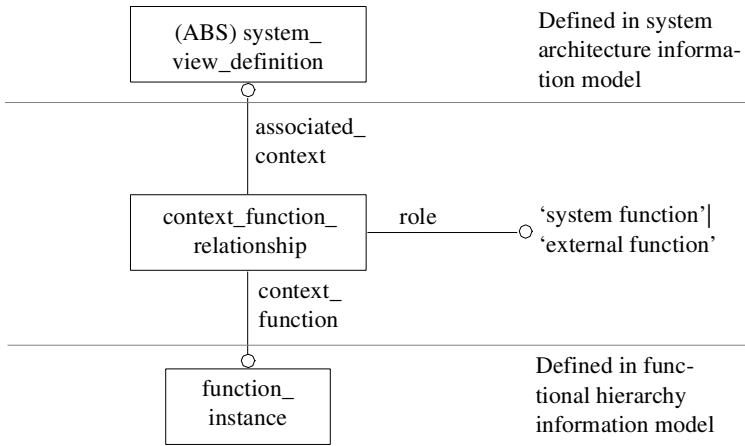 (ABS) system_
view_definition
Defined in system
architecture informa-
tion model
associated_
context
context_function_
relationship
role
‘system function’|
‘external function’
context_
function
function_
instance
Defined in func-
tional hierarchy
information model